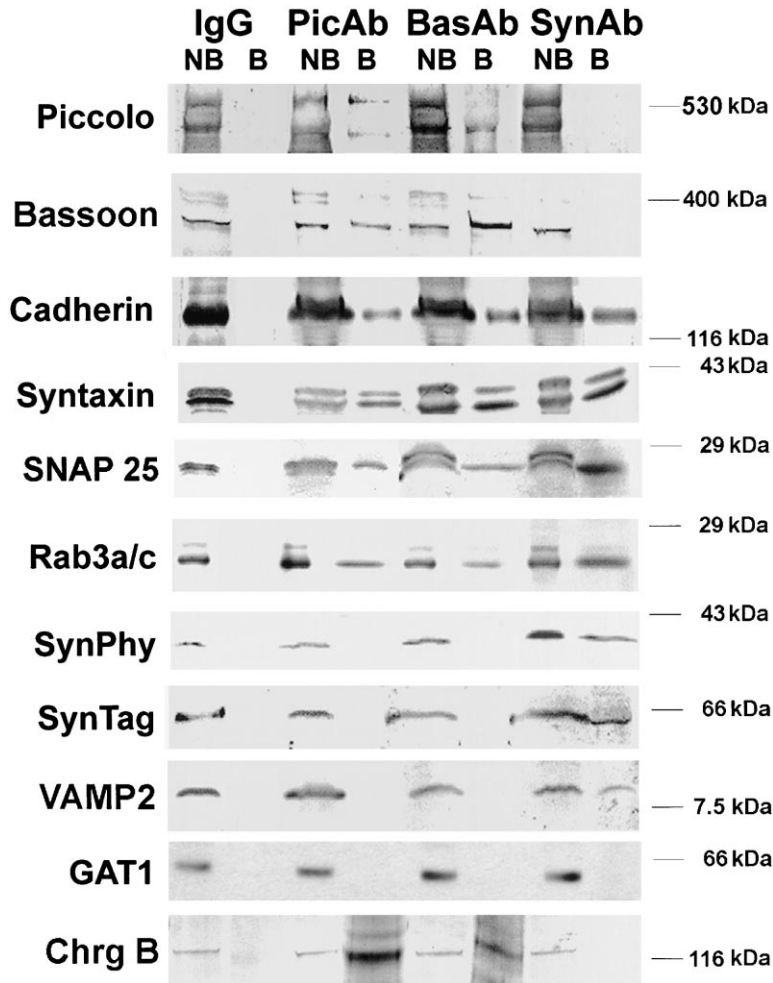 IgG PicAb BasAb SynAb
NB B NB B NB B NB B
Piccolo 530 kDa
Bassoon 400 kDa
Cadherin 116 kDa
Syntaxin 43 kDa
SNAP 25 29 kDa
Rab3a/c 29 kDa
SynPhy 43 kDa
SynTag 66 kDa
VAMP2 7.5 kDa
GAT1 66 kDa
Chrg B 116 kDa